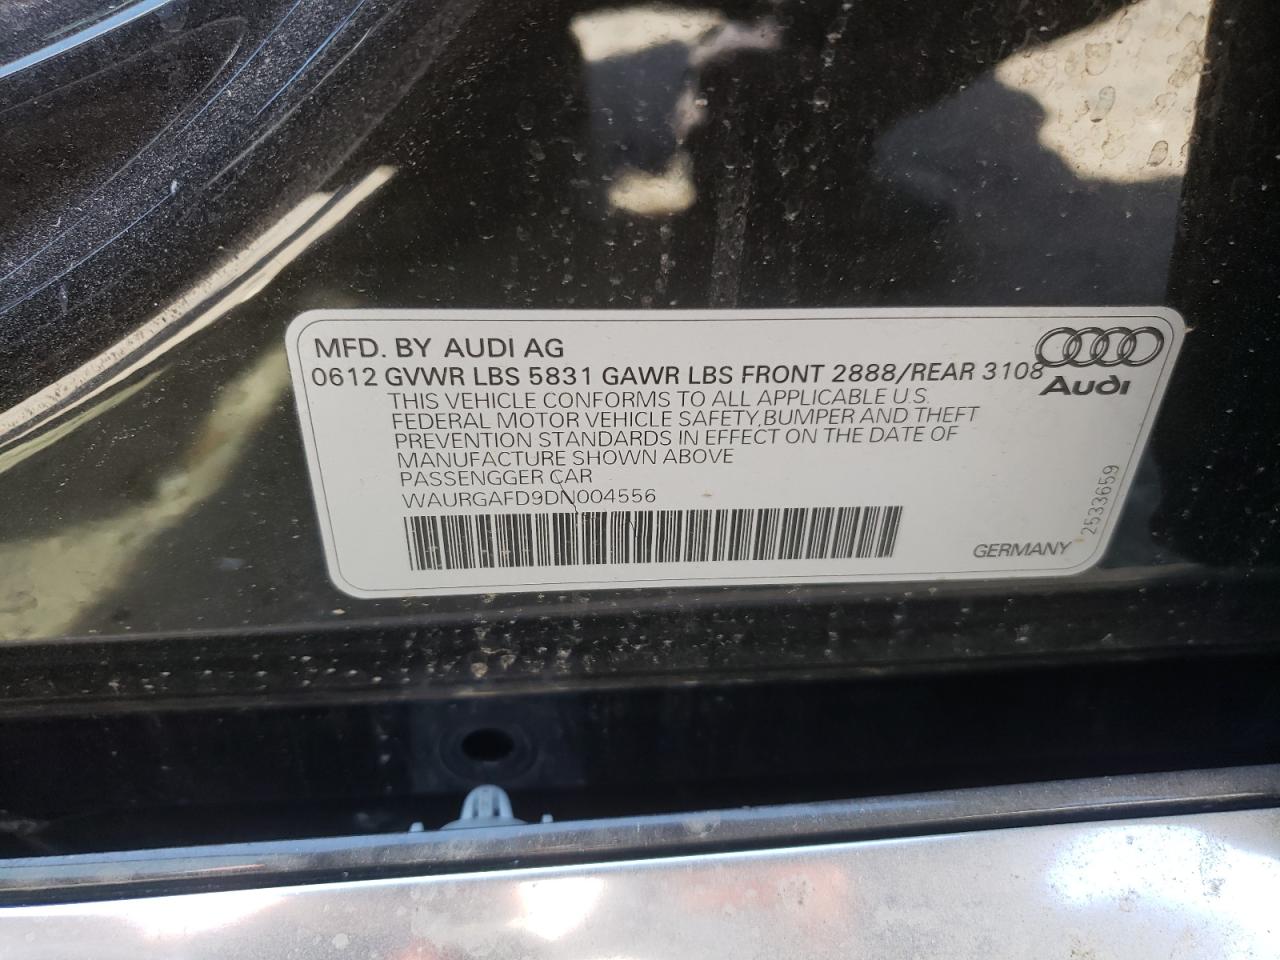 MFD. BY AUDI AG
0612 GVWR LBS 5831 GAWR LBS FRONT 2888/REAR 3108
Audi
THIS VEHICLE CONFORMS TO ALL APPLICABLE U.S.
FEDERAL MOTOR VEHICLE SAFETY, BUMPER AND THEFT
PREVENTION STANDARDS IN EFFECT ON THE DATE OF
MANUFACTURE SHOWN ABOVE
PASSENGGER CAR
WAURGAFD9DN004556
2533659
GERMANY